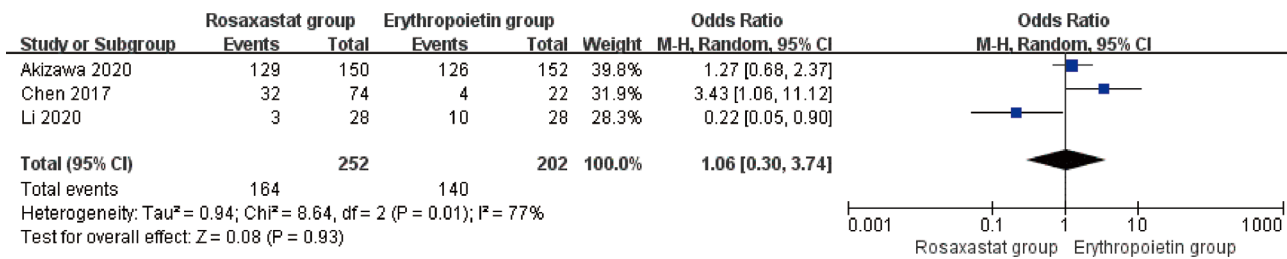 Rosaxastat group Erythropoietin group Odds Ratio Odds Ratio
Study or Subgroup Events Total Events Total Weight M-H, Random, 95% CI M-H, Random, 95% CI
Akizawa 2020 129 150 126 152 39.8% 1.27 [0.68, 2.37]
Chen 2017 32 74 4 22 31.9% 3.43 [1.06, 11.12]
Li 2020 3 28 10 28 28.3% 0.22 [0.05, 0.90]
Total (95% CI) 252 202 100.0% 1.06 [0.30, 3.74]
Total events 164 140
Heterogeneity: Tau² = 0.94; Chi² = 8.64, df = 2 (P = 0.01); I² = 77%
Test for overall effect: Z = 0.08 (P = 0.93)
0.001 0.1 1 10 1000
Rosaxastat group Erythropoietin group